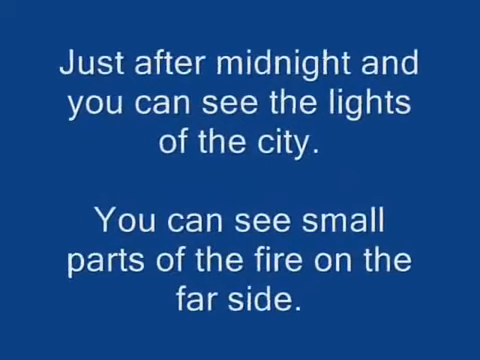 Just after midnight and
you can see the lights
of the city.
You can see small
parts of the fire on the
far side.